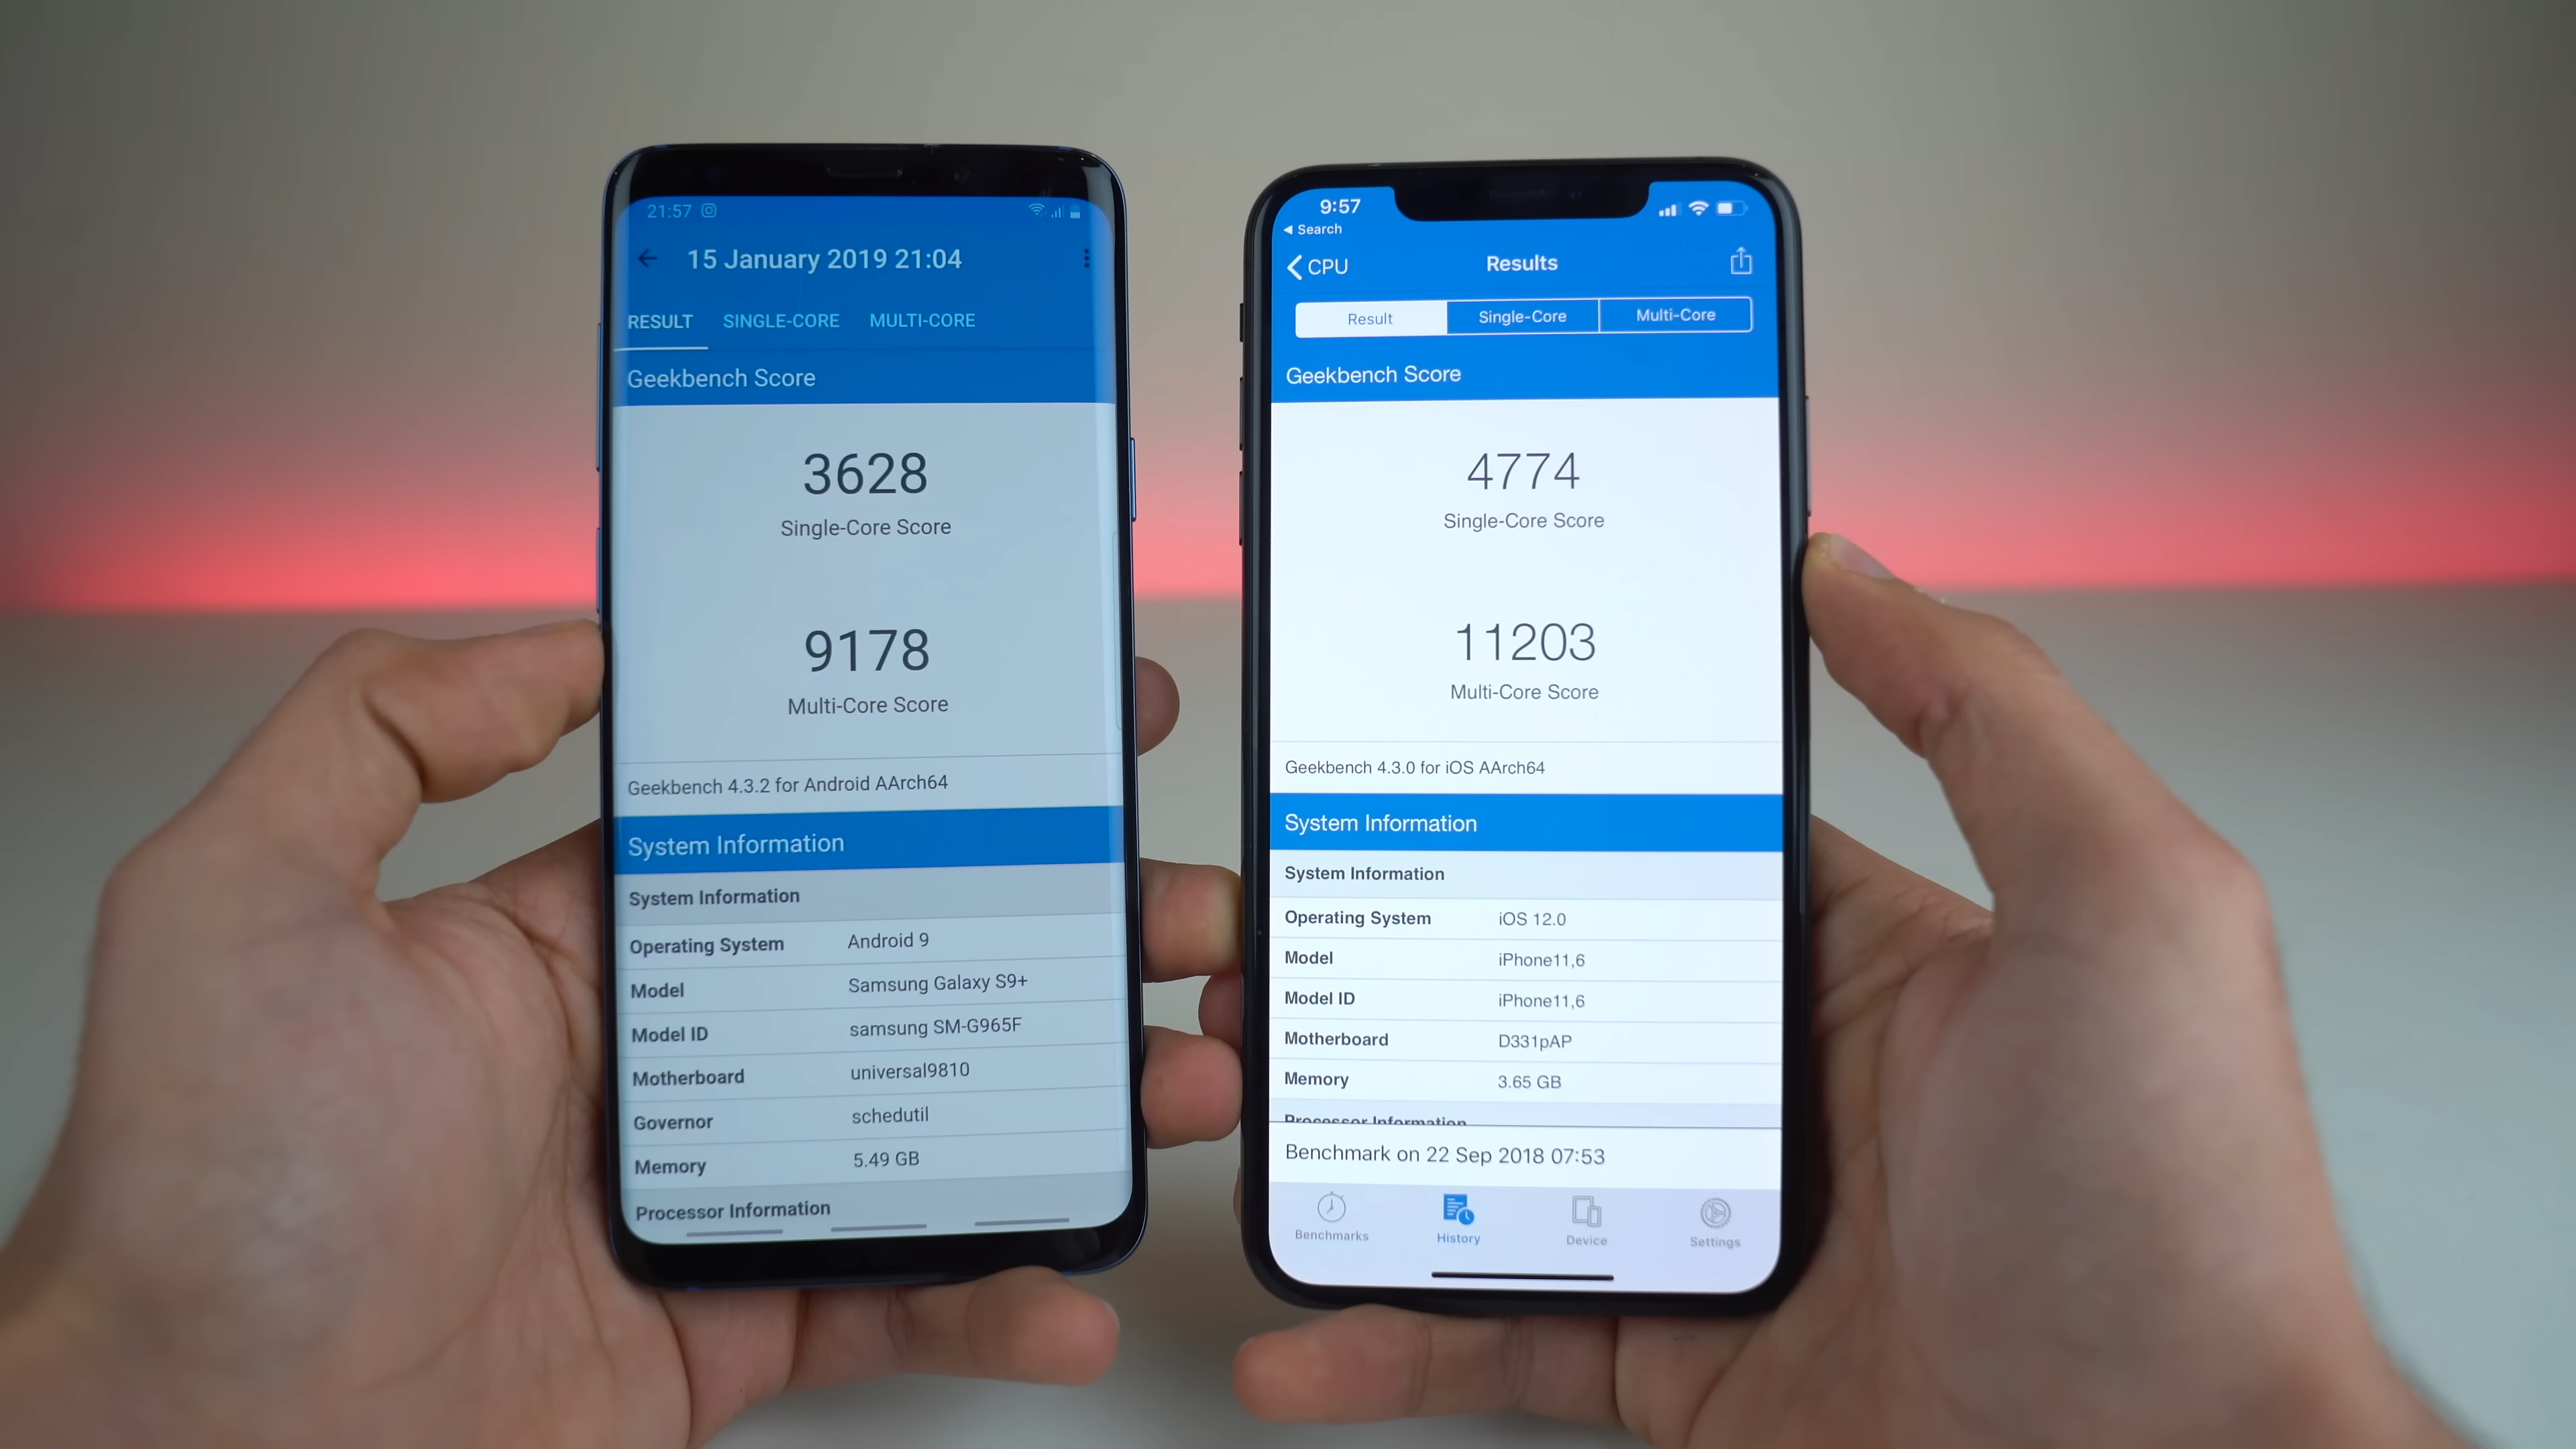 21:57
15 January 2019 21:04
RESULT SINGLE-CORE MULTI-CORE
Geekbench Score
3628
Single-Core Score
9178
Multi-Core Score
Geekbench 4.3.2 for Android AArch64
System Information
System Information
Operating System Android 9
Model Samsung Galaxy S9+
Model ID samsung SM-G965F
Motherboard universal9810
Governor schedutil
Memory 5.49 GB
Processor Information
9:57
Search
CPU Results
Result Single-Core Multi-Core
Geekbench Score
4774
Single-Core Score
11203
Multi-Core Score
Geekbench 4.3.0 for iOS AArch64
System Information
System Information
Operating System iOS 12.0
Model iPhone11,6
Model ID iPhone11,6
Motherboard D331pAP
Memory 3.65 GB
Processor Information
Benchmark on 22 Sep 2018 07:53
Benchmarks History Device Settings